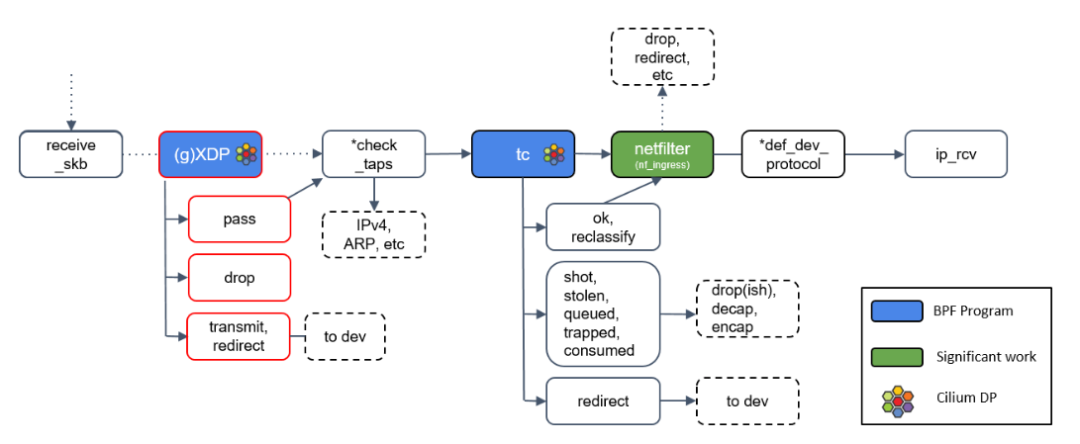 drop,
redirect,
etc
receive
_skb
(g)XDP
*check
_taps
tc
netfilter
(nf_ingress)
*def_dev_
protocol
ip_rcv
pass
IPv4,
ARP, etc
ok,
reclassify
drop
shot,
stolen,
queued,
trapped,
consumed
drop(ish),
decap,
encap
transmit,
redirect
to dev
redirect
to dev
BPF Program
Significant work
Cilium DP